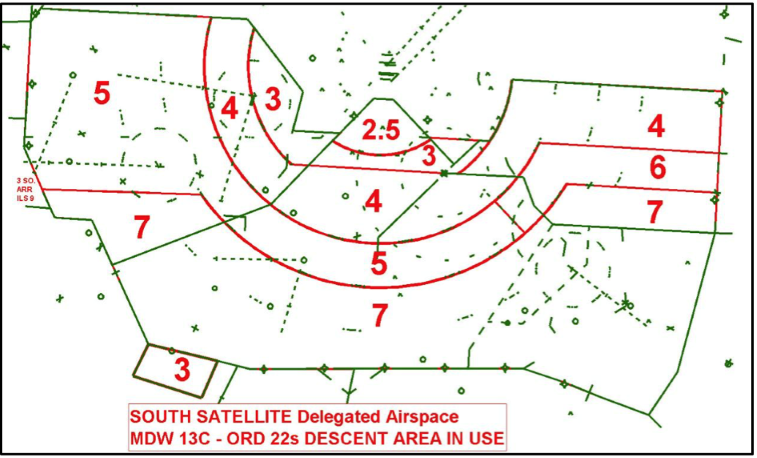 5
4
3
2.5
3
4
4
6
7
3 SO.
ARR
ILS 9
7
5
7
3
SOUTH SATELLITE Delegated Airspace
MDW 13C - ORD 22s DESCENT AREA IN USE